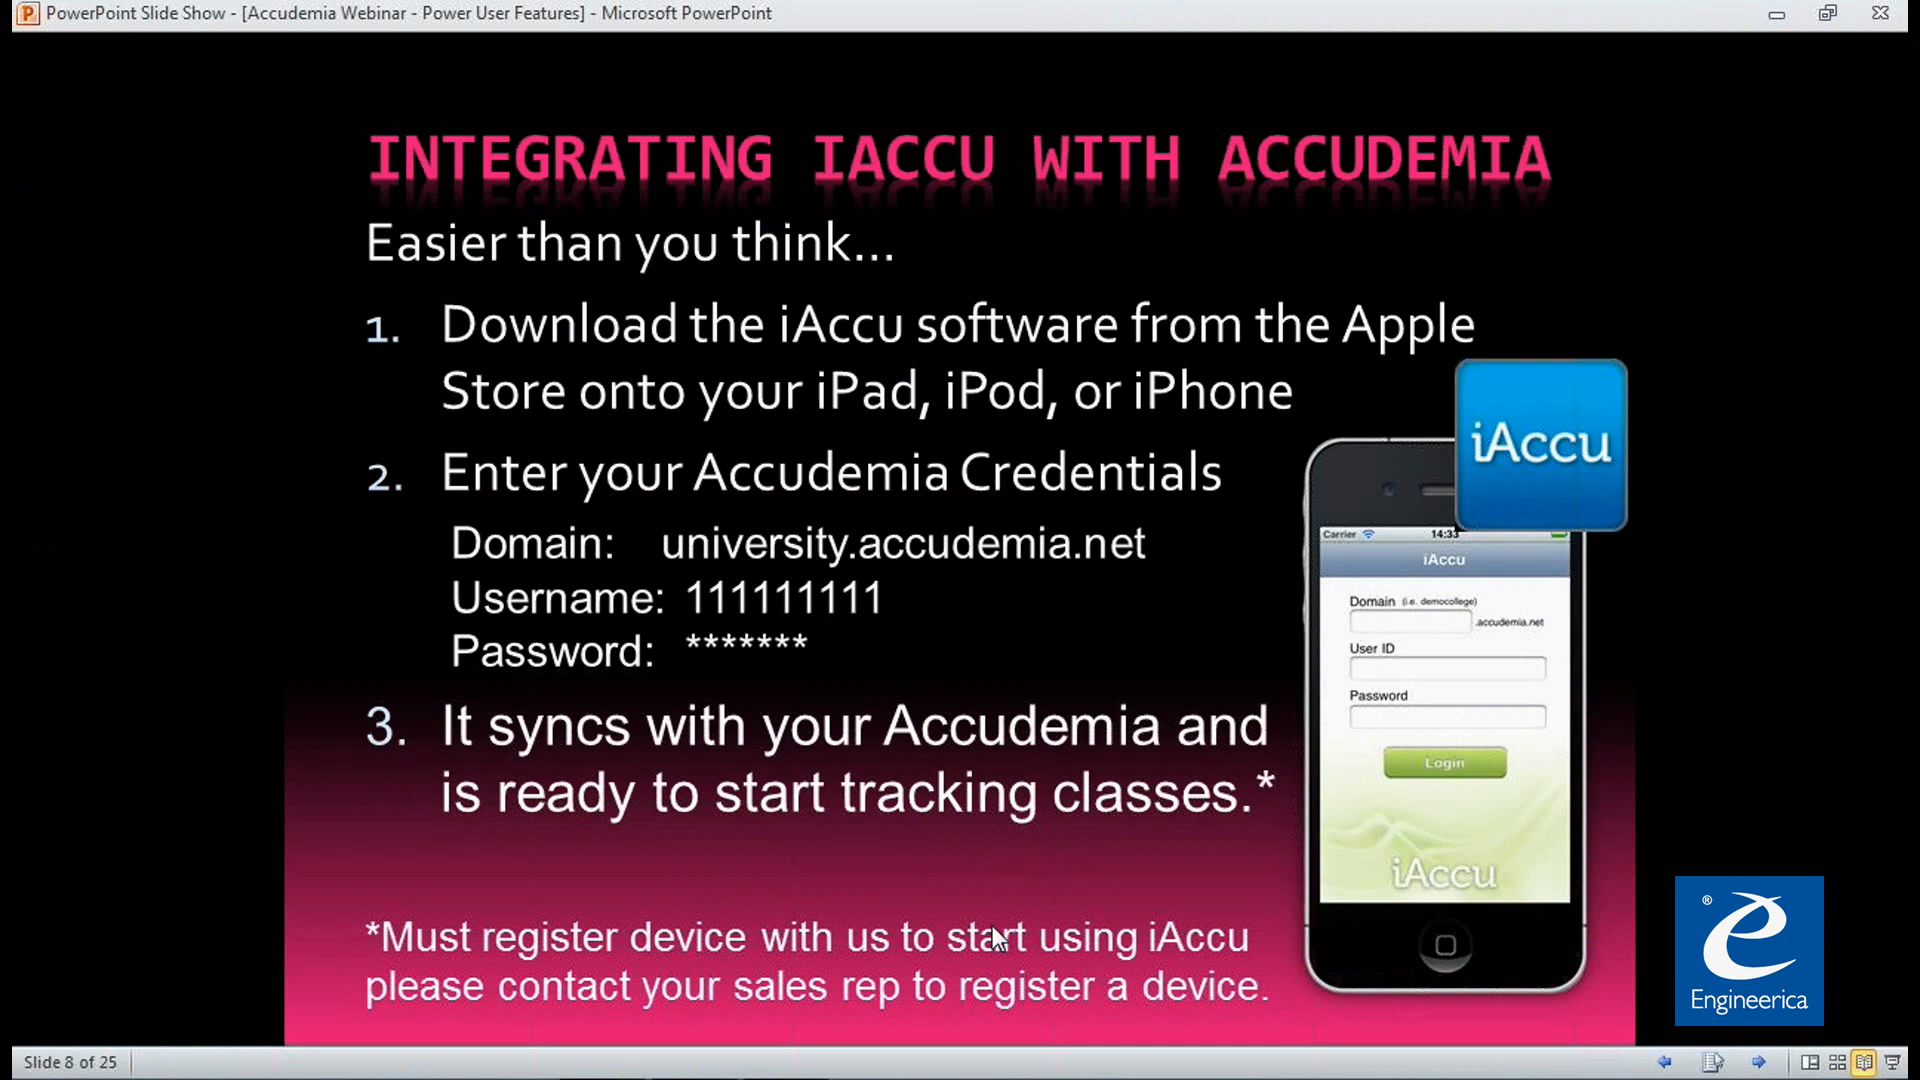 PowerPoint Slide Show - [Accudemia Webinar - Power User Features] - Microsoft PowerPoint
INTEGRATING IACCU WITH ACCUDEMIA
Easier than you think...
1. Download the iAccu software from the Apple
Store onto your iPad, iPod, or iPhone
2. Enter your Accudemia Credentials
Domain: university.accudemia.net
Username: 111111111
Password: *******
3. It syncs with your Accudemia and
is ready to start tracking classes.*
*Must register device with us to start using iAccu
please contact your sales rep to register a device.
iAccu
Carrier 14:33
iAccu
Domain (i.e. democollege)
.accudemia.net
User ID
Password
Login
iAccu
® e
Engineerica
Slide 8 of 25